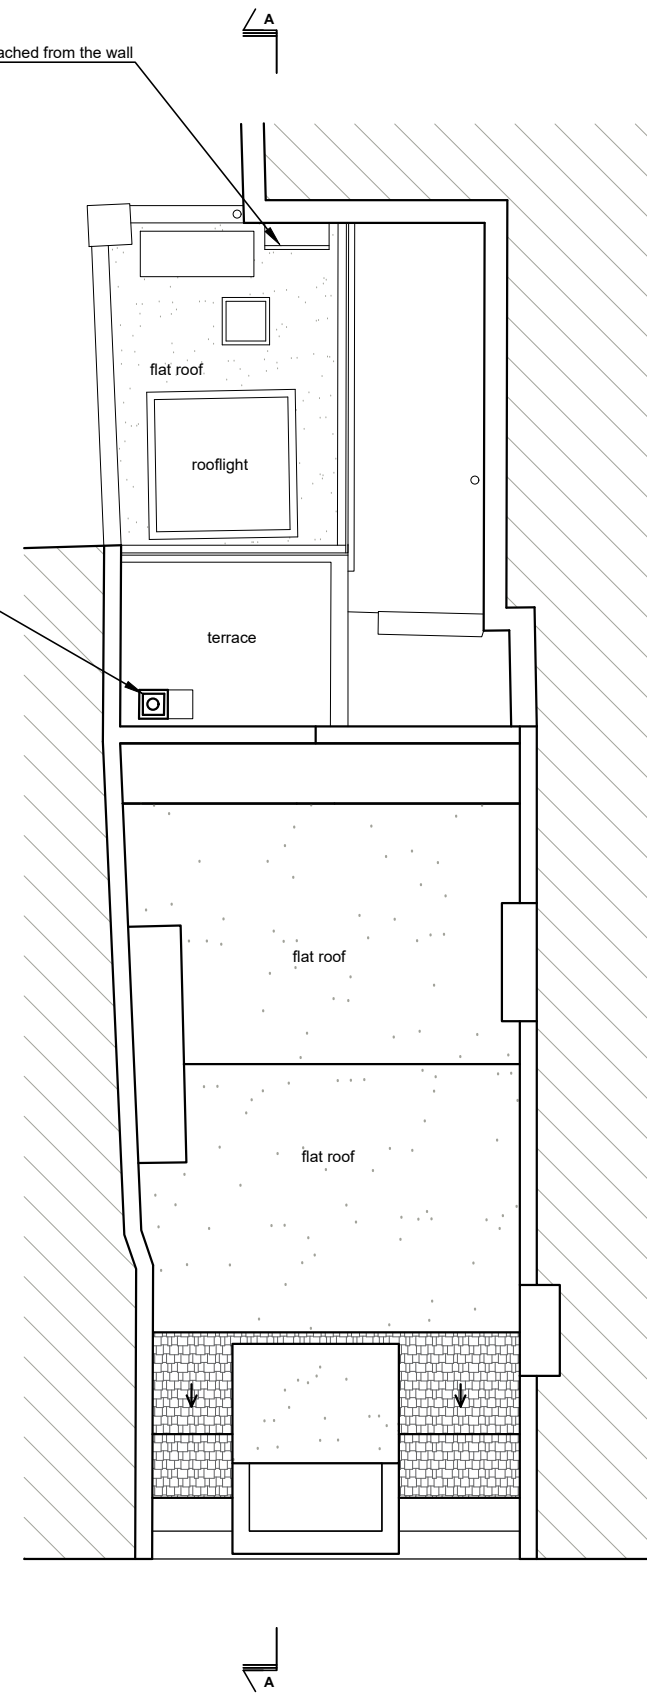 A
ached from the wall
flat roof
rooflight
terrace
flat roof
flat roof
A